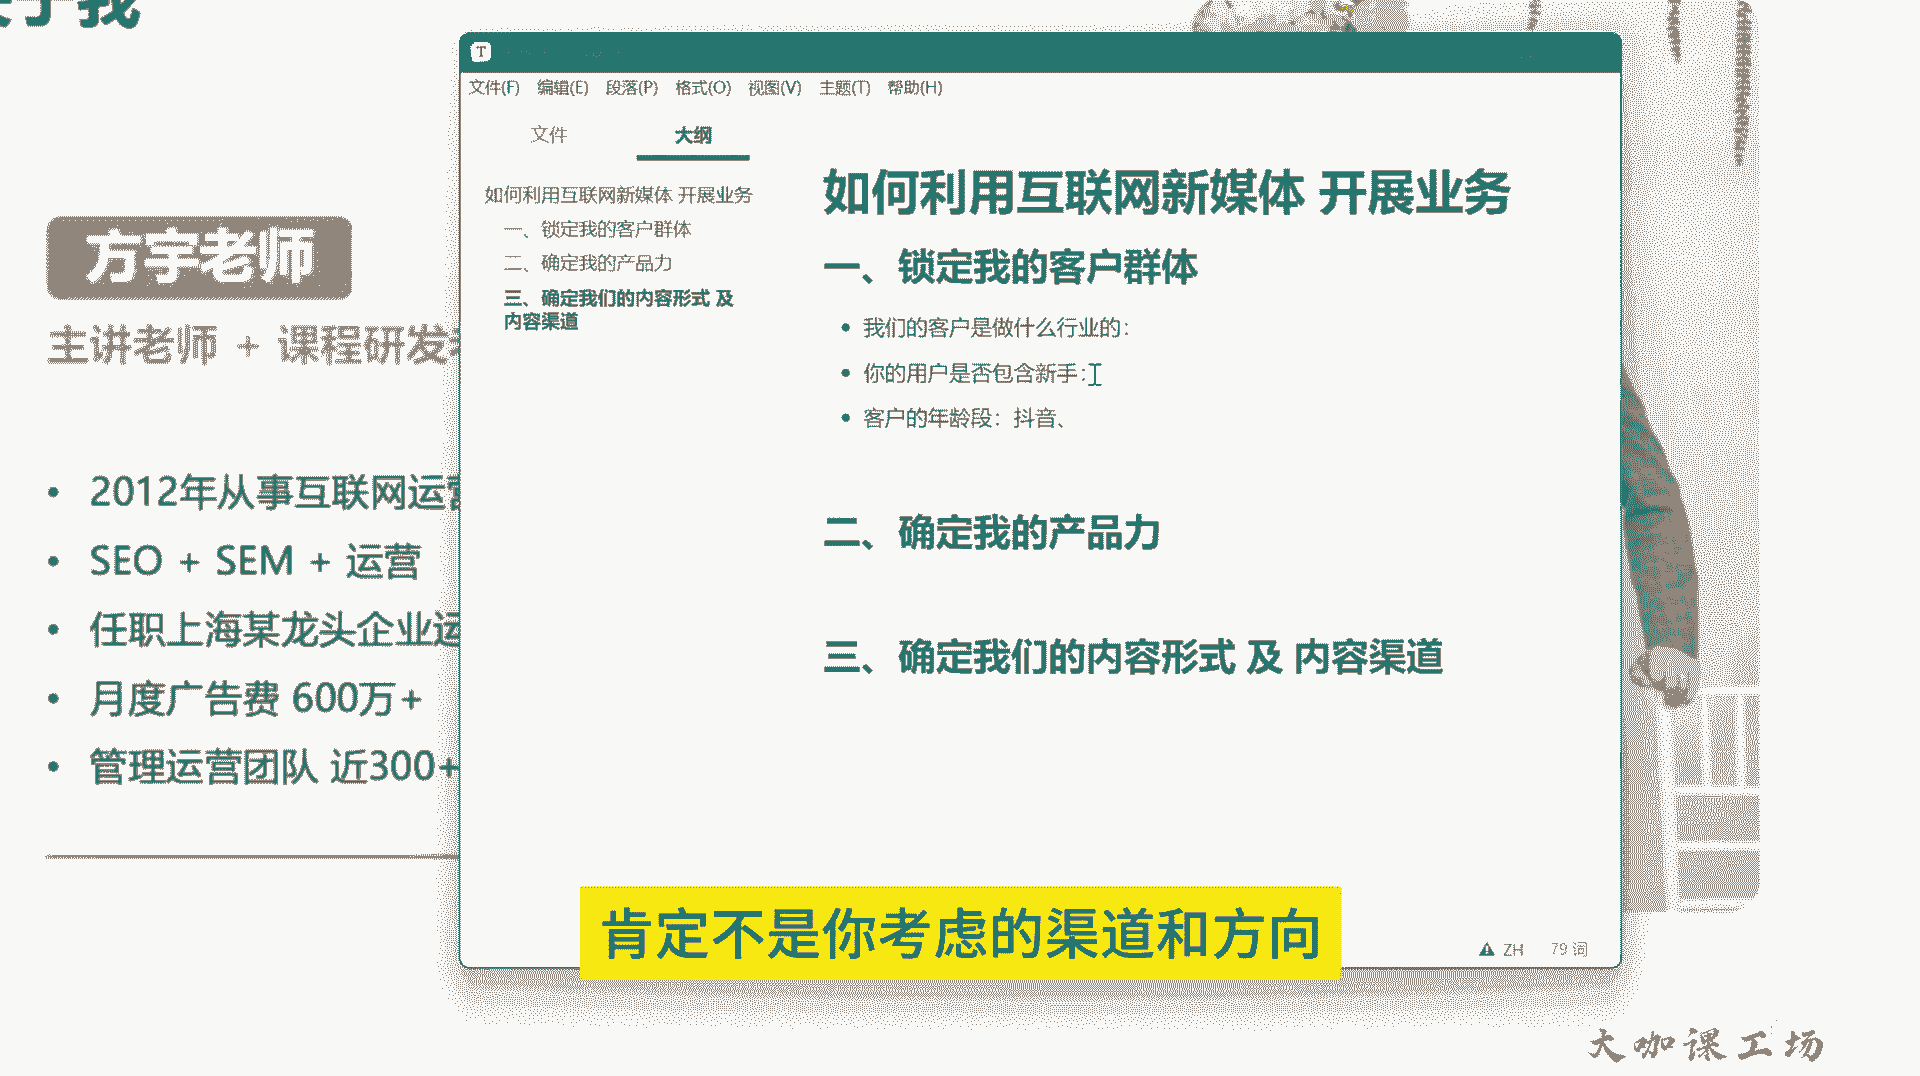 于我
方宇老师
主讲老师 + 课程研发
2012年从事互联网运营
SEO + SEM + 运营
任职上海某龙头企业运
月度广告费 600万+
管理运营团队 近300+
T
文件(F) 编辑(E) 段落(P) 格式(O) 视图(V) 主题(T) 帮助(H)
文件 大纲
如何利用互联网新媒体 开展业务
一、锁定我的客户群体
二、确定我的产品力
三、确定我们的内容形式 及
内容渠道
如何利用互联网新媒体 开展业务
一、锁定我的客户群体
我们的客户是做什么行业的：
你的用户是否包含新手：
客户的年龄段：抖音、
二、确定我的产品力
三、确定我们的内容形式 及 内容渠道
ZH 79 词
肯定不是你考虑的渠道和方向
大咖课工场